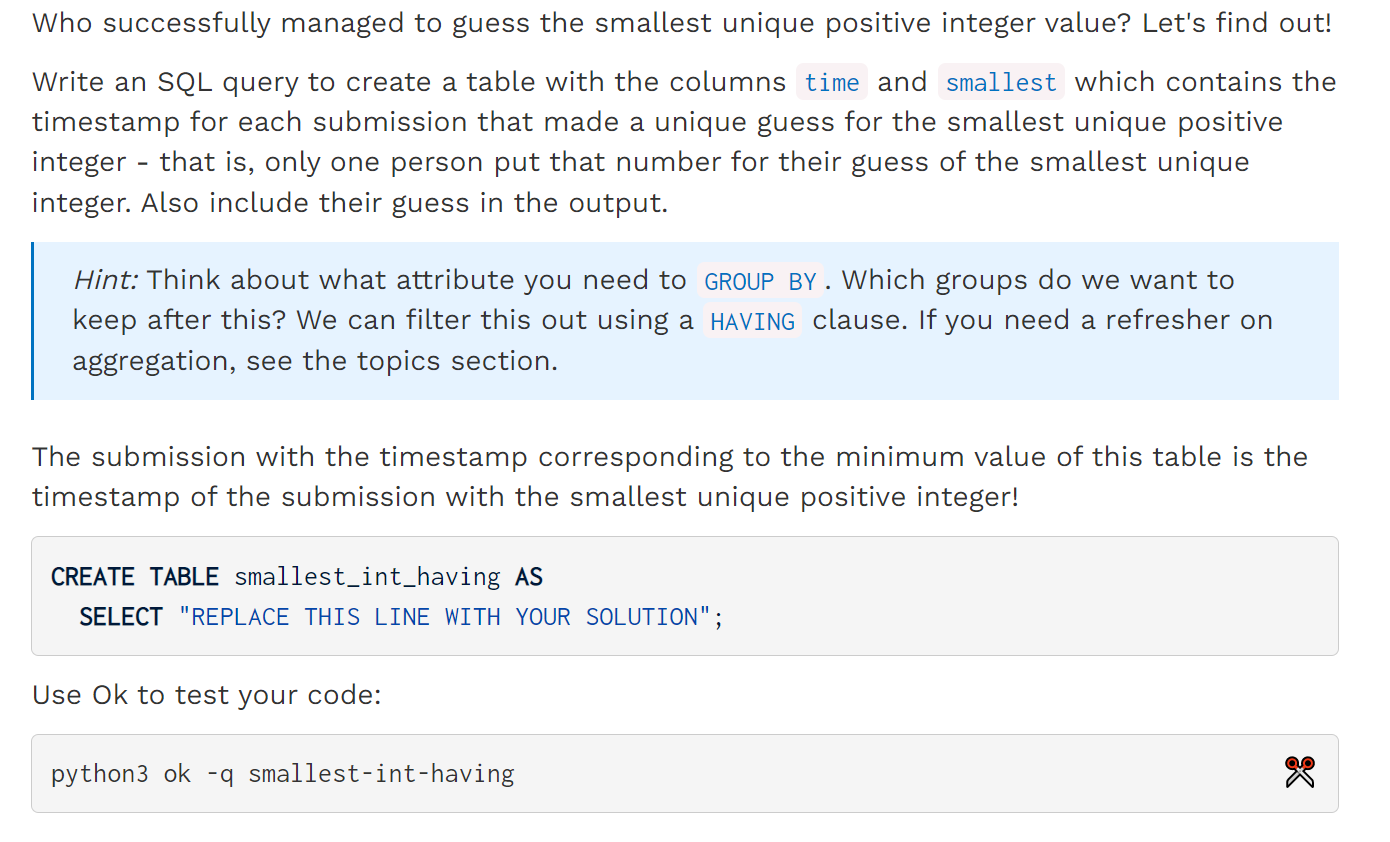 Who successfully managed to guess the smallest unique positive integer value? Let's find out!
Write an SQL query to create a table with the columns time and smallest which contains the
timestamp for each submission that made a unique guess for the smallest unique positive
integer - that is, only one person put that number for their guess of the smallest unique
integer. Also include their guess in the output.
Hint: Think about what attribute you need to GROUP BY. Which groups do we want to
keep after this? We can filter this out using a HAVING clause. If you need a refresher on
aggregation, see the topics section.
The submission with the timestamp corresponding to the minimum value of this table is the
timestamp of the submission with the smallest unique positive integer!
CREATE TABLE smallest_int_having AS
  SELECT "REPLACE THIS LINE WITH YOUR SOLUTION";
Use Ok to test your code:
python3 ok -q smallest-int-having